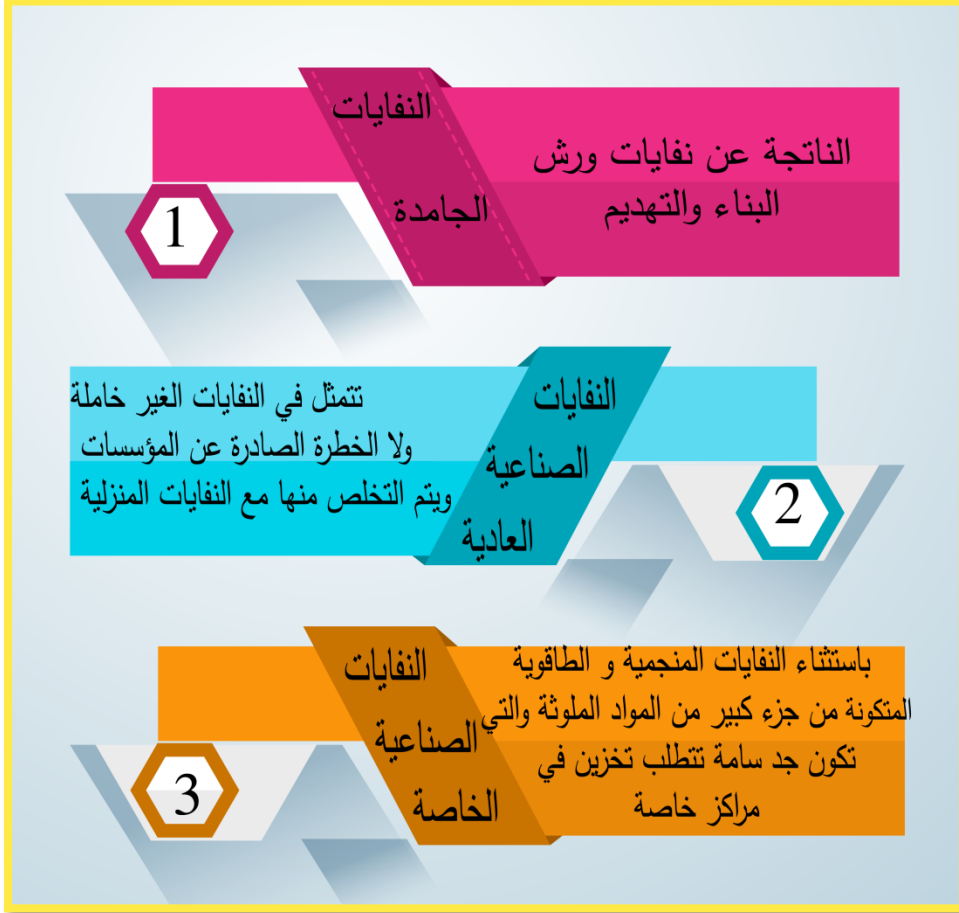 النفايات
الجامدة
الناتجة عن نفايات ورش
البناء والتهديم
1
النفايات
الصناعية
العادية
تتمثل في النفايات الغير خاملة
ولا الخطرة الصادرة عن المؤسسات
ويتم التخلص منها مع النفايات المنزلية
2
النفايات
الصناعية
الخاصة
باستثناء النفايات المنجمية و الطاقوية
المتكونة من جزء كبير من المواد الملوثة والتي
تكون جد سامة تتطلب تخزين في
مراكز خاصة
3